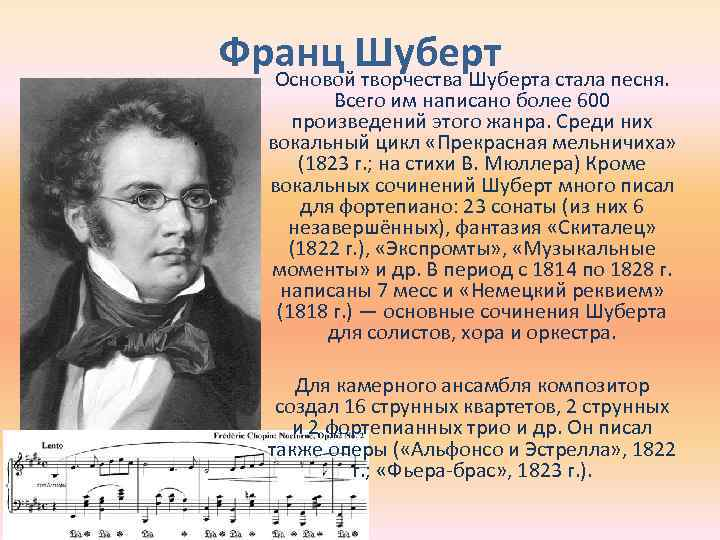 Франц Шуберт
Основой творчества Шуберта стала песня.
Всего им написано более 600
произведений этого жанра. Среди них
вокальный цикл «Прекрасная мельничиха»
(1823 г. ; на стихи В. Мюллера) Кроме
вокальных сочинений Шуберт много писал
для фортепиано: 23 сонаты (из них 6
незавершённых), фантазия «Скиталец»
(1822 г. ), «Экспромты» , «Музыкальные
моменты» и др. В период с 1814 по 1828 г.
написаны 7 месс и «Немецкий реквием»
(1818 г. ) — основные сочинения Шуберта
для солистов, хора и оркестра.
Для камерного ансамбля композитор
создал 16 струнных квартетов, 2 струнных
и 2 фортепианных трио и др. Он писал
также оперы («Альфонсо и Эстрелла» , 1822
г. ; «Фьера-брас» , 1823 г. ).
Frédéric Chopin: Nocturne, Op. No. 2
Lento